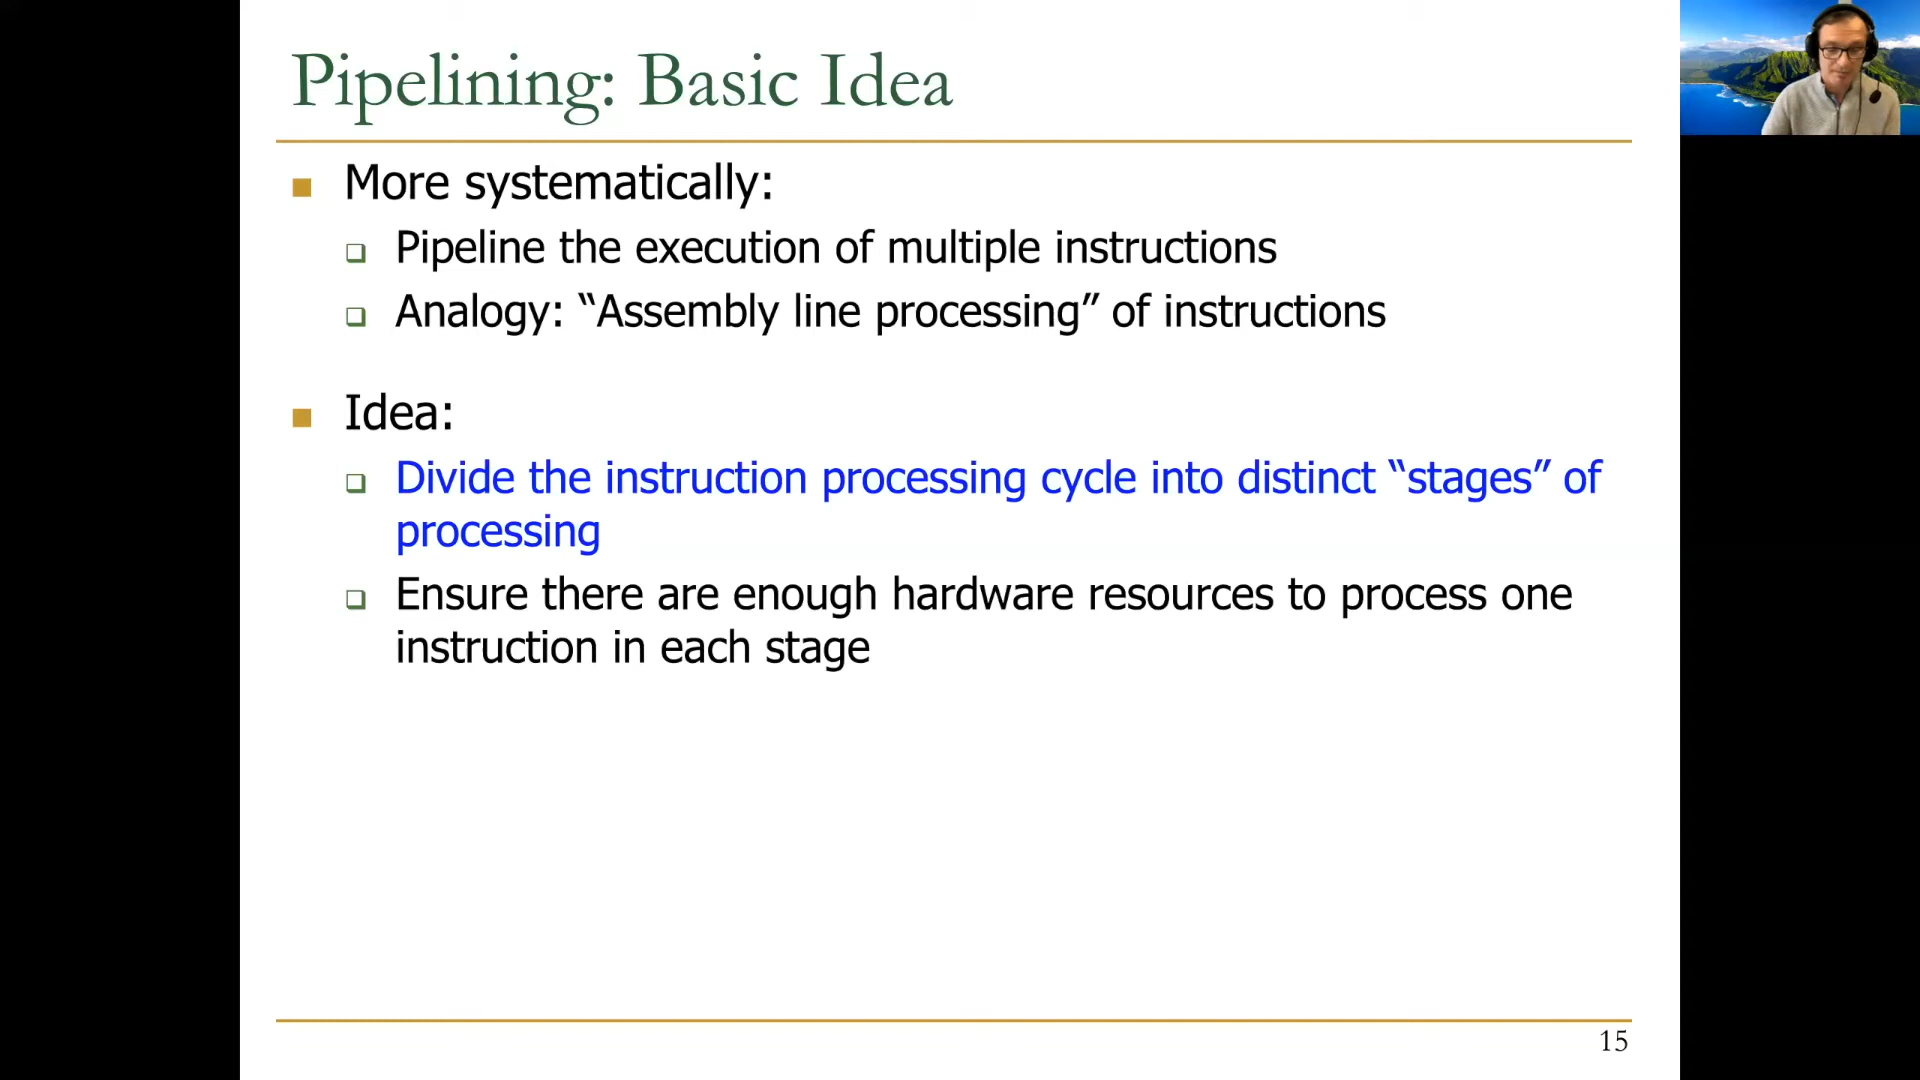 Pipelining: Basic Idea
More systematically:
Pipeline the execution of multiple instructions
Analogy: “Assembly line processing” of instructions
Idea:
Divide the instruction processing cycle into distinct “stages” of
processing
Ensure there are enough hardware resources to process one
instruction in each stage
15